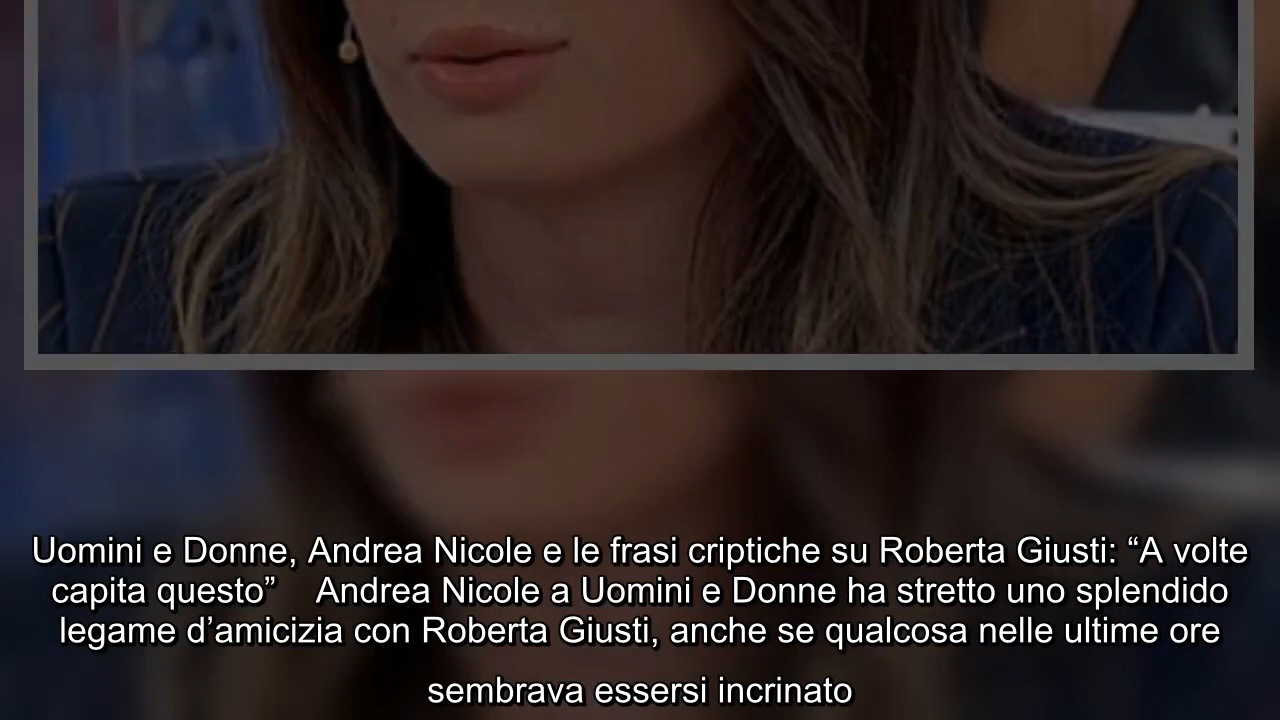 Uomini e Donne, Andrea Nicole e le frasi criptiche su Roberta Giusti: “A volte
capita questo”    Andrea Nicole a Uomini e Donne ha stretto uno splendido
legame d’amicizia con Roberta Giusti, anche se qualcosa nelle ultime ore
sembrava essersi incrinato